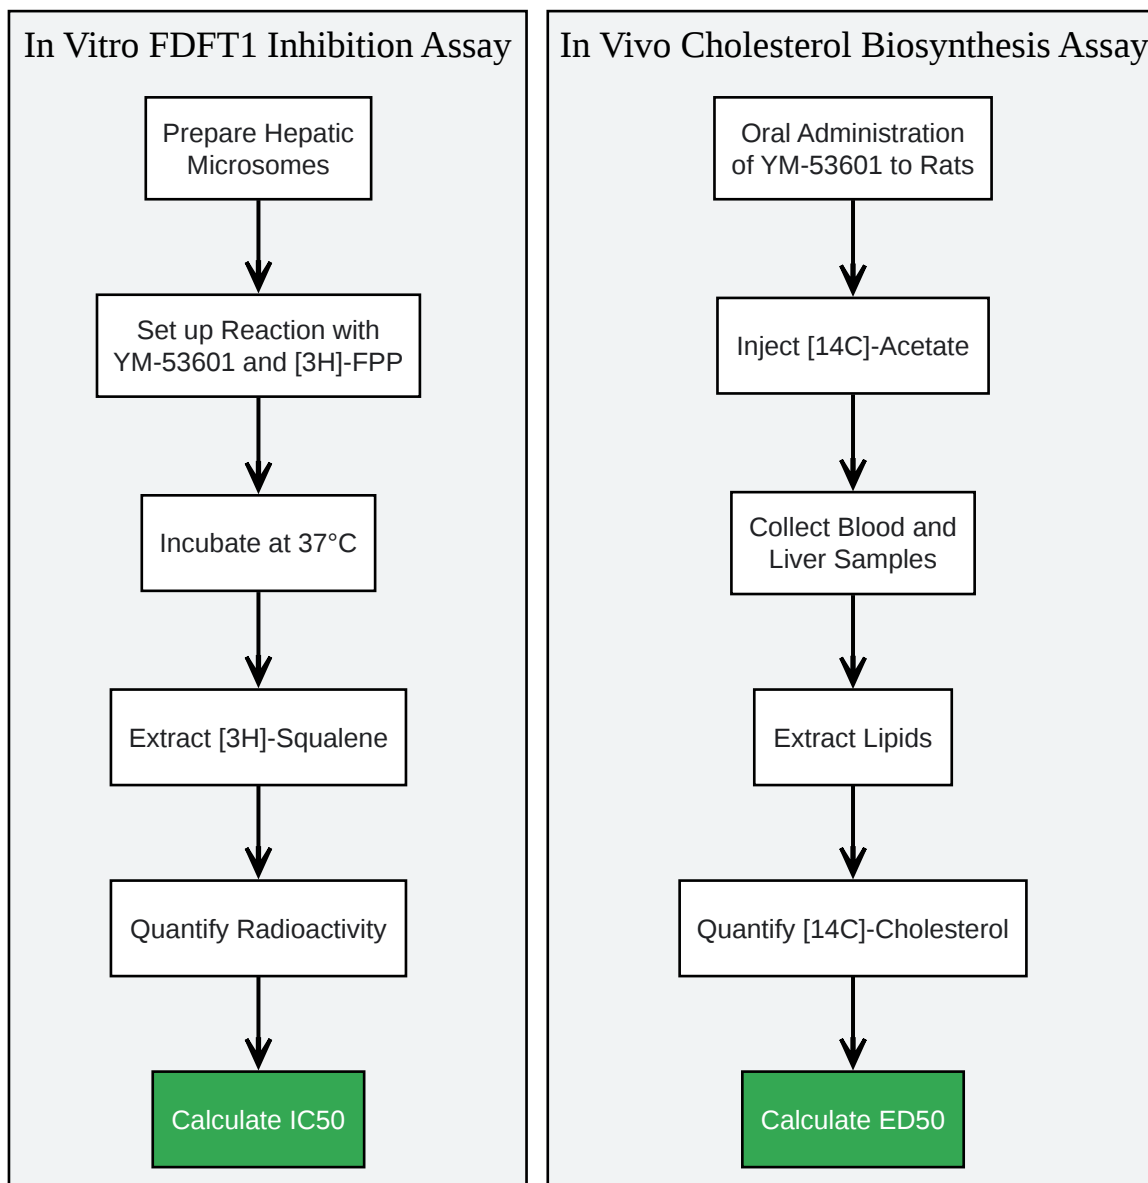 In Vitro FDFT1 Inhibition Assay
Prepare Hepatic
Microsomes
Set up Reaction with
YM-53601 and [3H]-FPP
Incubate at 37°C
Extract [3H]-Squalene
Quantify Radioactivity
Calculate IC50
In Vivo Cholesterol Biosynthesis Assay
Oral Administration
of YM-53601 to Rats
Inject [14C]-Acetate
Collect Blood and
Liver Samples
Extract Lipids
Quantify [14C]-Cholesterol
Calculate ED50